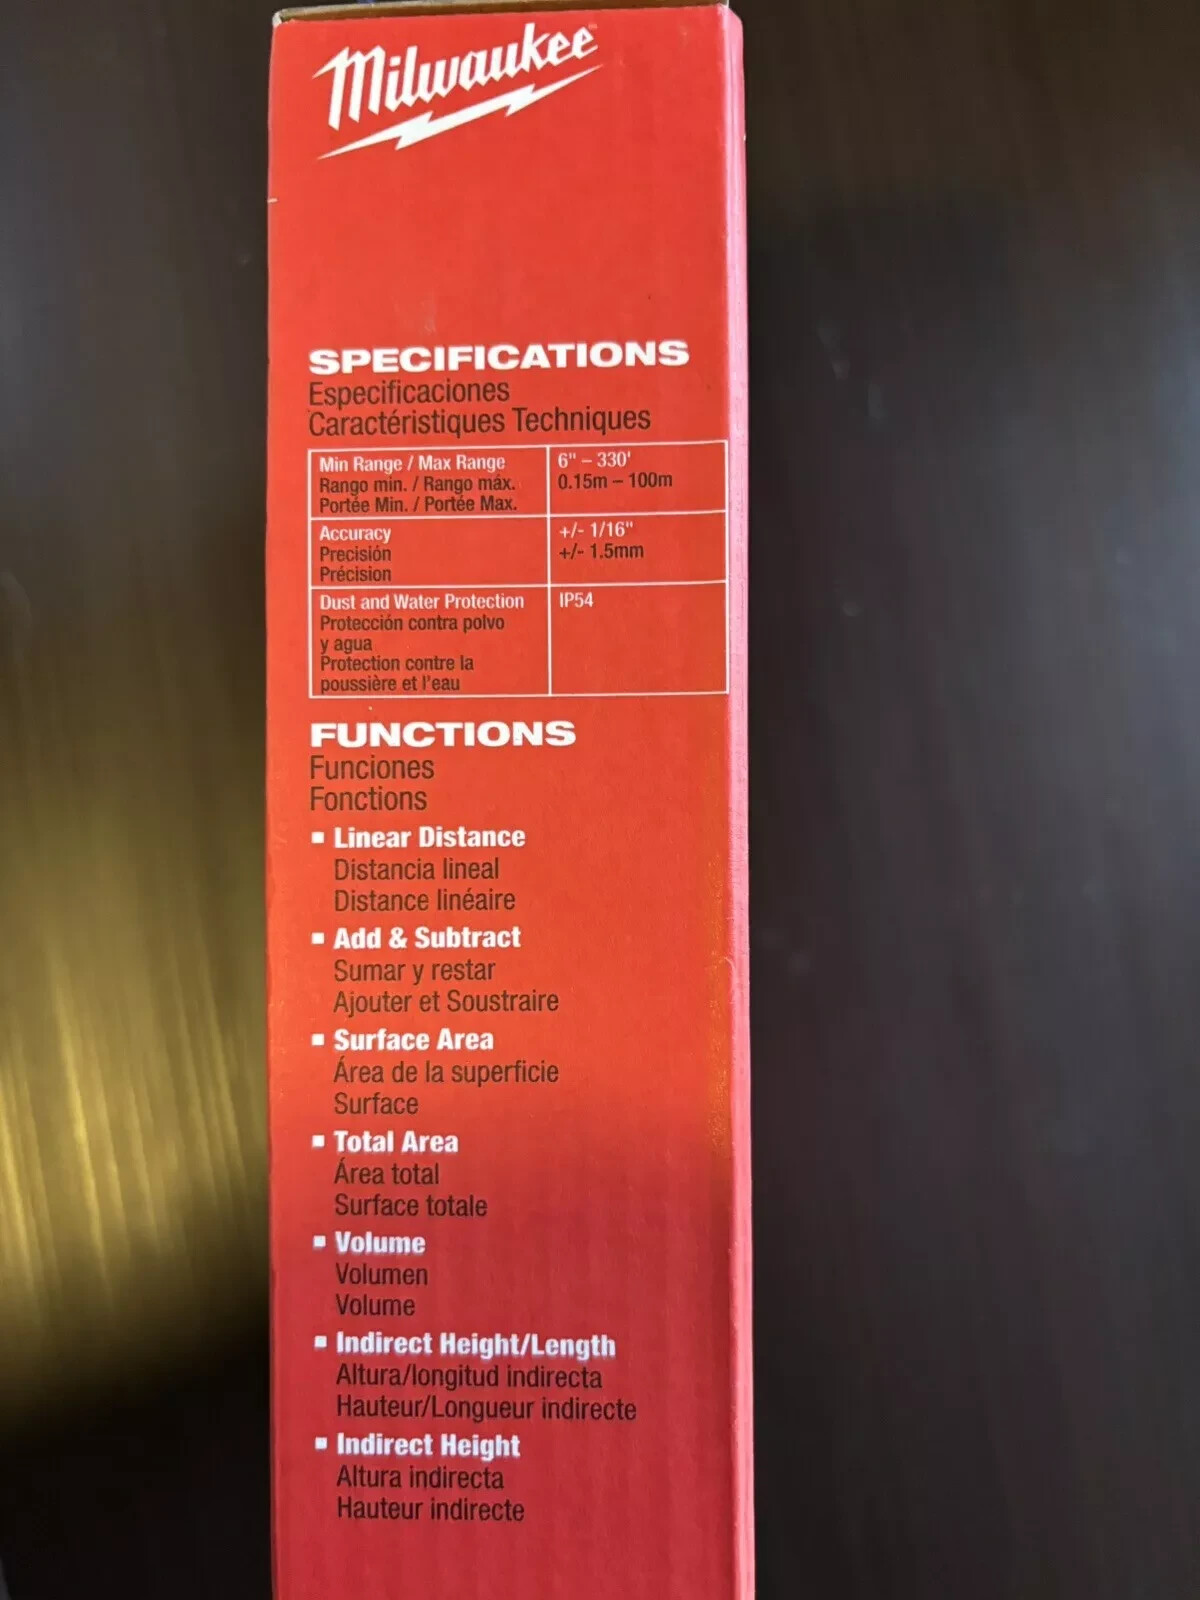 Milwaukee
SPECIFICATIONS
Especificaciones
Caractéristiques Techniques
Min Range / Max Range
Rango min. / Rango máx.
Portée Min. / Portée Max.
6" – 330'
0.15m – 100m
Accuracy
Precisión
Précision
+/- 1/16"
+/- 1.5mm
Dust and Water Protection
Protección contra polvo
y agua
Protection contre la
poussière et l'eau
IP54
FUNCTIONS
Funciones
Fonctions
▪ Linear Distance
Distancia lineal
Distance linéaire
▪ Add & Subtract
Sumar y restar
Ajouter et Soustraire
▪ Surface Area
Área de la superficie
Surface
▪ Total Area
Área total
Surface totale
▪ Volume
Volumen
Volume
▪ Indirect Height/Length
Altura/longitud indirecta
Hauteur/Longueur indirecte
▪ Indirect Height
Altura indirecta
Hauteur indirecte